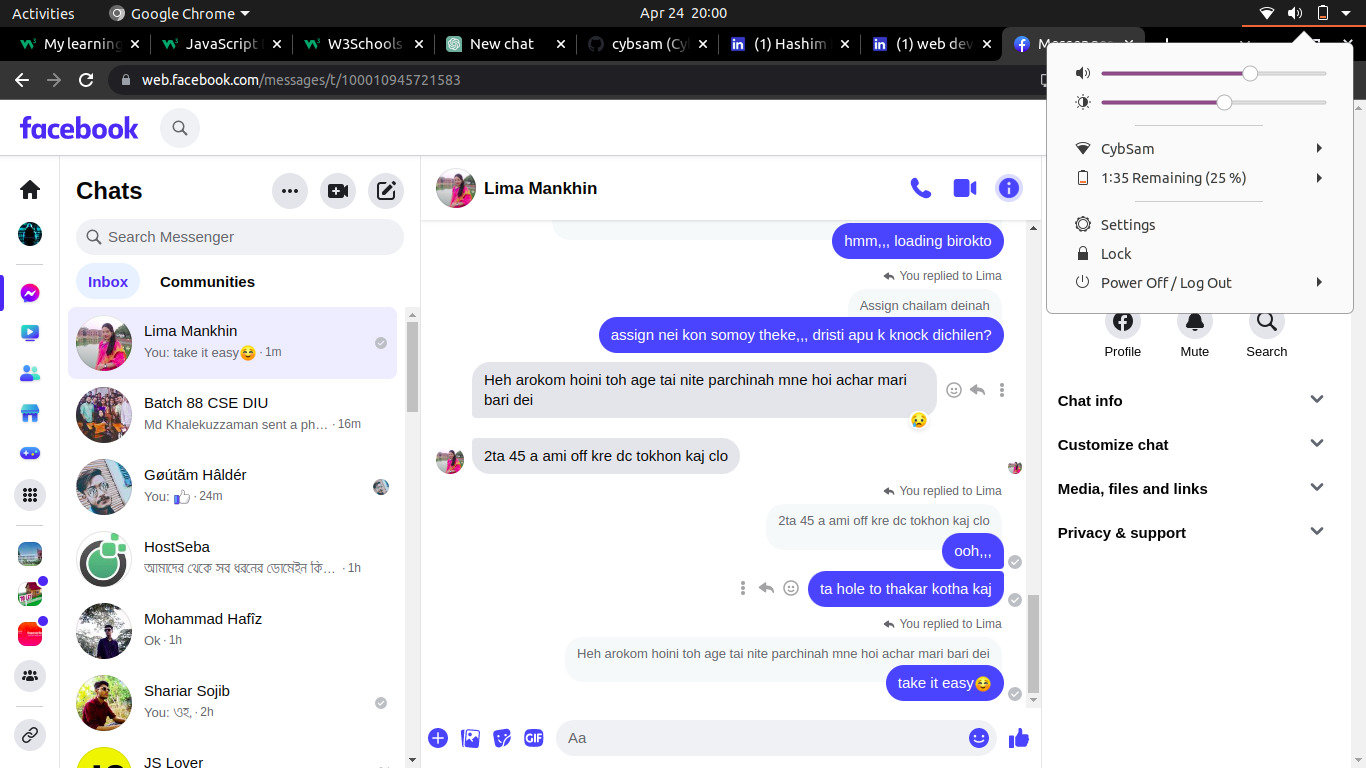 Activities
Google Chrome
Apr 24 20:00
My learning
JavaScript
W3Schools
New chat
cybsam (Cy
(1) Hashim
(1) web dev
Messenger
web.facebook.com/messages/t/100010945721583
facebook
Chats
Search Messenger
Inbox
Communities
Lima Mankhin
You: take it easy☺️ · 1m
Batch 88 CSE DIU
Md Khalekuzzaman sent a ph… · 16m
Gøútãm Hâldér
You: 👍 · 24m
HostSeba
আমাদের থেকে সব ধরনের ডোমেইন কি… · 1h
Mohammad Hafîz
Ok · 1h
Shariar Sojib
You: ওহ, · 2h
JS Lover
Lima Mankhin
hmm,,, loading birokto
You replied to Lima
Assign chailam deinah
assign nei kon somoy theke,,, dristi apu k knock dichilen?
Heh arokom hoini toh age tai nite parchinah mne hoi achar mari
bari dei
😥
2ta 45 a ami off kre dc tokhon kaj clo
You replied to Lima
2ta 45 a ami off kre dc tokhon kaj clo
ooh,,,
ta hole to thakar kotha kaj
You replied to Lima
Heh arokom hoini toh age tai nite parchinah mne hoi achar mari bari dei
take it easy☺️
GIF
Aa
CybSam
1:35 Remaining (25 %)
Settings
Lock
Power Off / Log Out
Profile
Mute
Search
Chat info
Customize chat
Media, files and links
Privacy & support